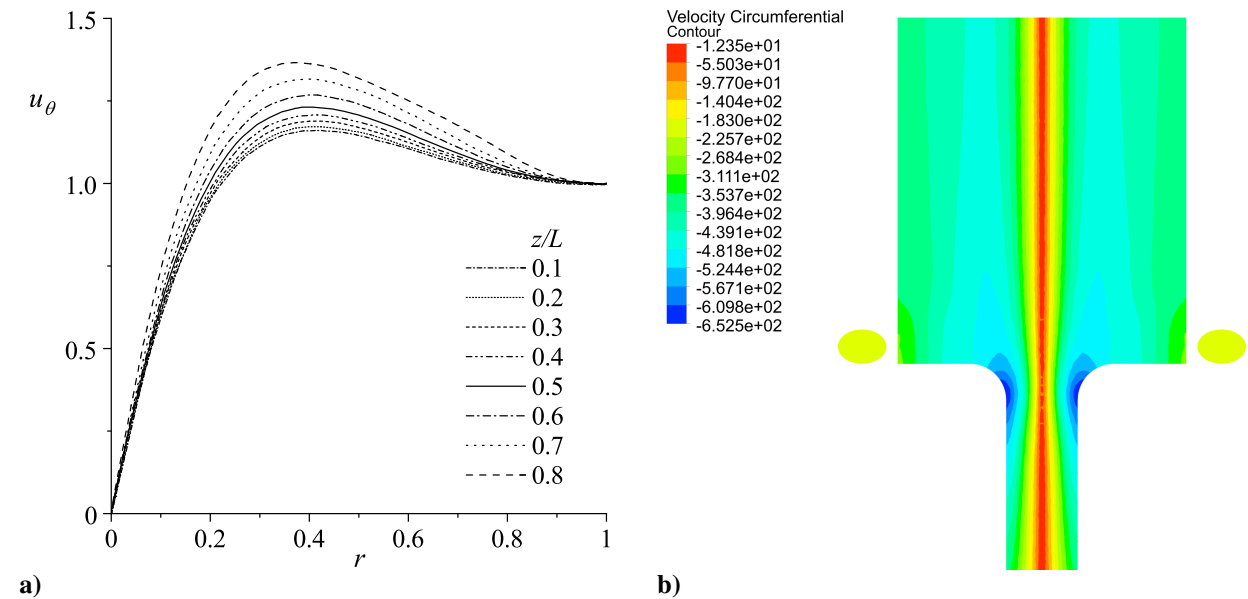 1.5
1.0
0.5
0
u_θ
0
0.2
0.4
0.6
0.8
1
r
z/L
0.1
0.2
0.3
0.4
0.5
0.6
0.7
0.8
a)
Velocity Circumferential
Contour
-1.235e+01
-5.503e+01
-9.770e+01
-1.404e+02
-1.830e+02
-2.257e+02
-2.684e+02
-3.111e+02
-3.537e+02
-3.964e+02
-4.391e+02
-4.818e+02
-5.244e+02
-5.671e+02
-6.098e+02
-6.525e+02
b)